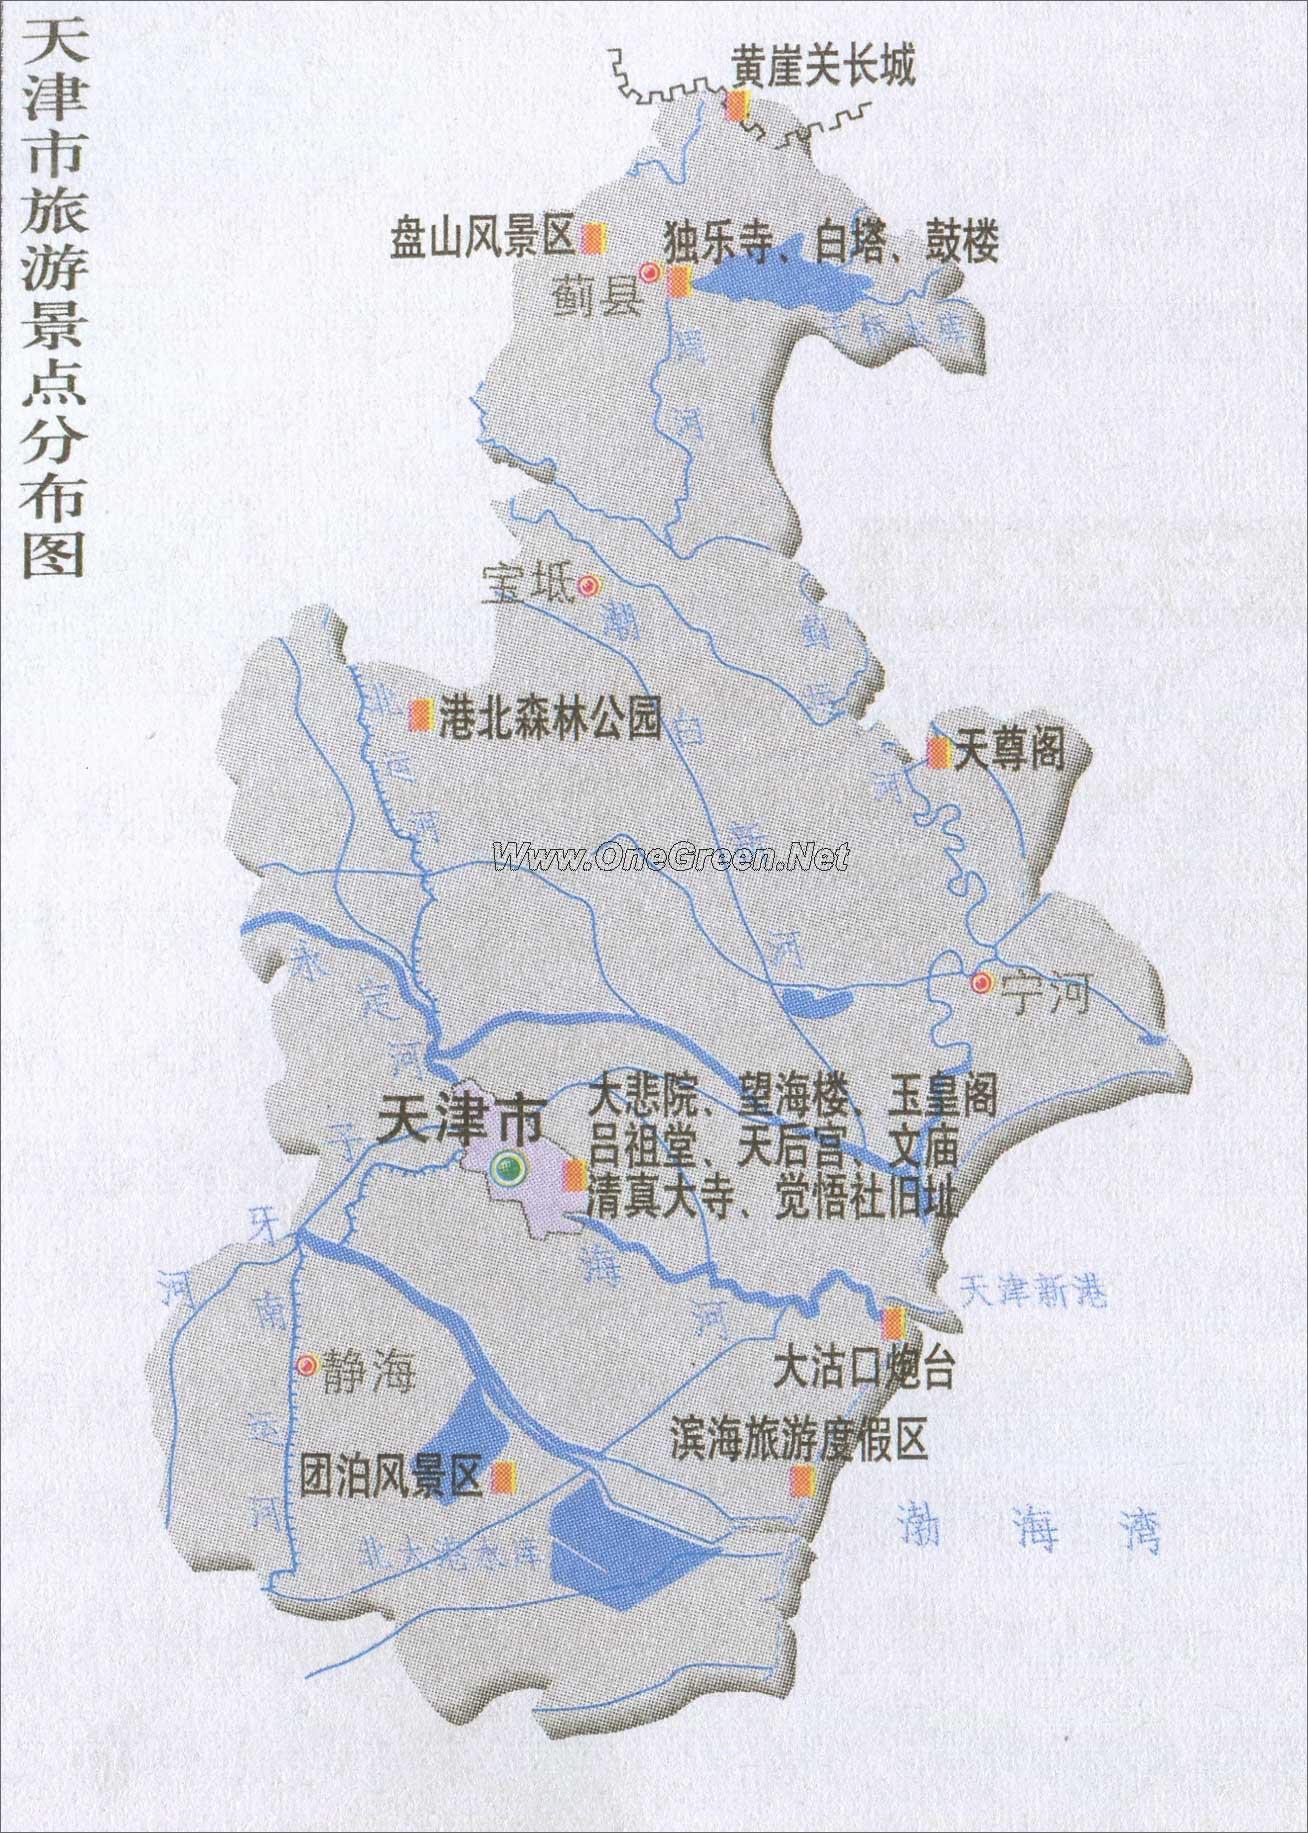 天津市旅游景点分布图
黄崖关长城
盘山风景区
独乐寺、白塔、鼓楼
蓟县
于桥水库
州
河
宝坻
潮
白
新
河
蓟
运
河
北
运
河
港北森林公园
天尊阁
Www.OneGreen.Net
永
定
河
宁河
天津市
大悲院、望海楼、玉皇阁
吕祖堂、天后宫、文庙
清真大寺、觉悟社旧址
子
牙
河
海
河
天津新港
南
运
河
静海
大沽口炮台
滨海旅游度假区
团泊风景区
渤海湾
北大港水库